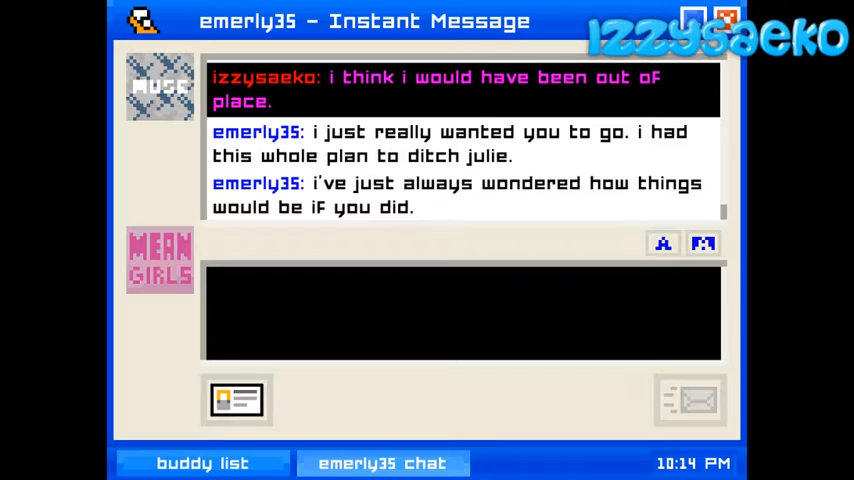 emerly35 - Instant Message
izzysaeko
MUSE
izzysaeko: i think i would have been out of
place.
emerly35: i just really wanted you to go. i had
this whole plan to ditch julie.
emerly35: i've just always wondered how things
would be if you did.
A
MEAN
GIRLS
buddy list
emerly35 chat
10:14 PM